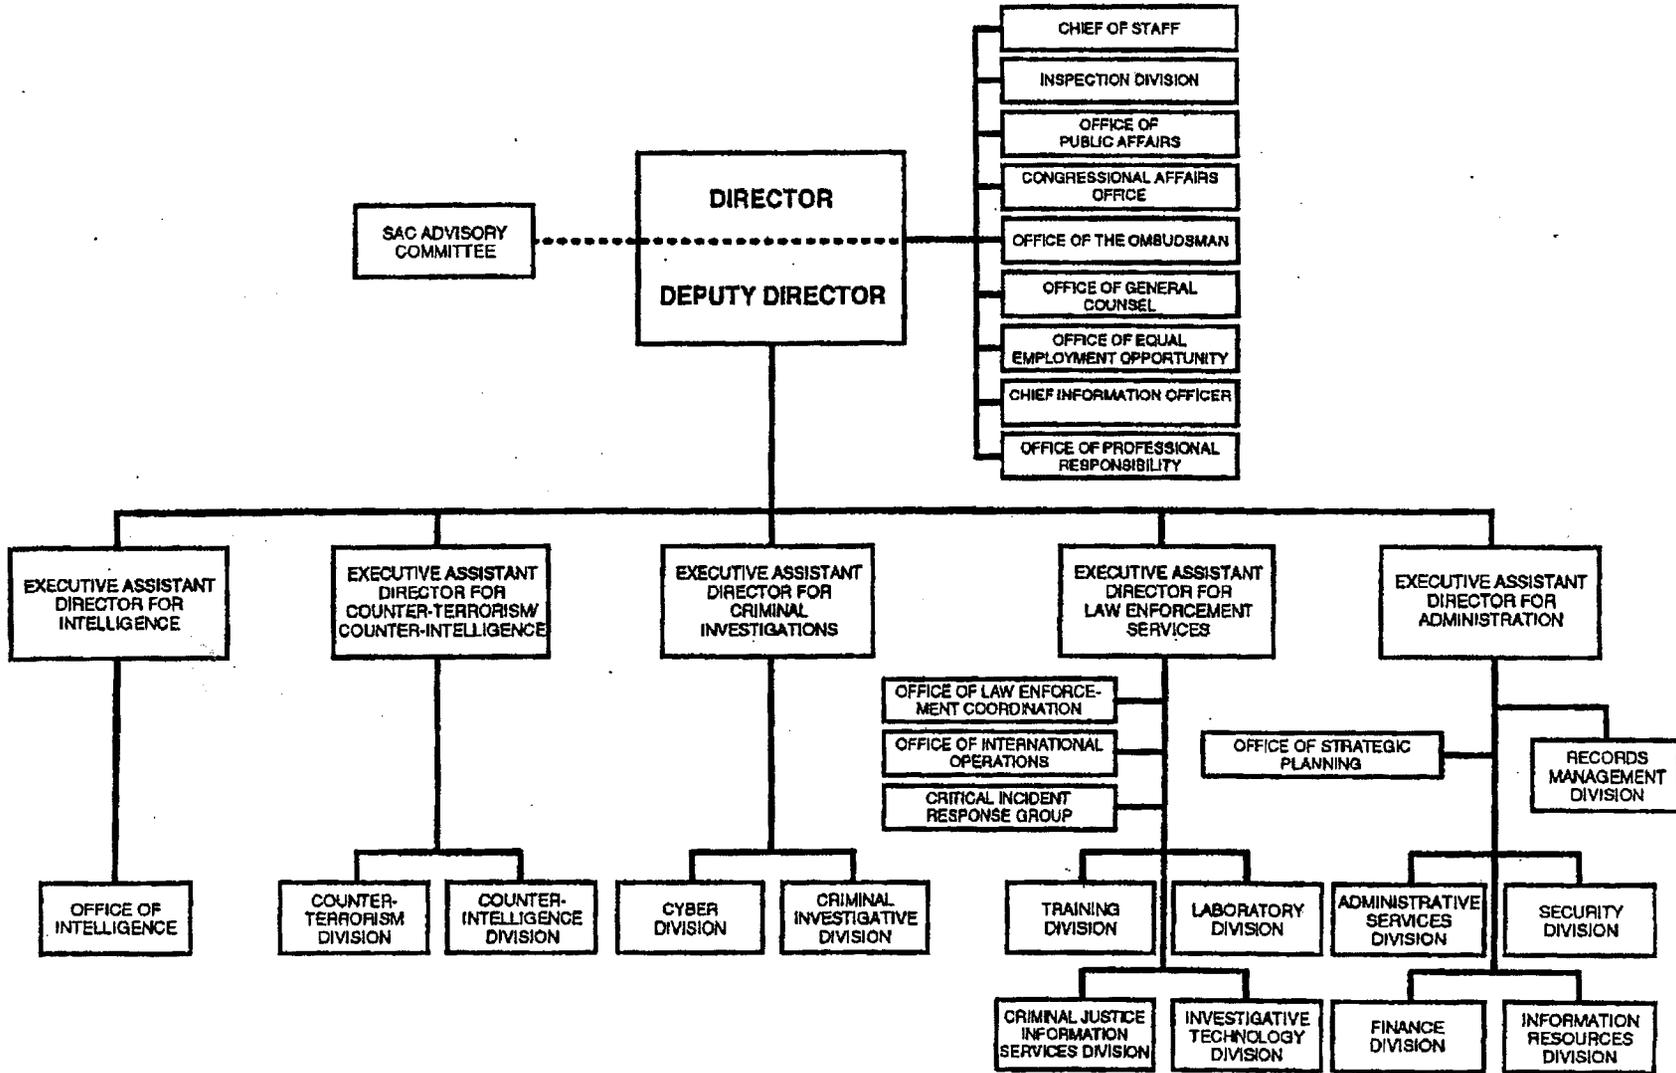 CHIEF OF STAFF
INSPECTION DIVISION
OFFICE OF
PUBLIC AFFAIRS
CONGRESSIONAL AFFAIRS
OFFICE
OFFICE OF THE OMBUDSMAN
OFFICE OF GENERAL
COUNSEL
OFFICE OF EQUAL
EMPLOYMENT OPPORTUNITY
CHIEF INFORMATION OFFICER
OFFICE OF PROFESSIONAL
RESPONSIBILITY
DIRECTOR
DEPUTY DIRECTOR
SAC ADVISORY
COMMITTEE
EXECUTIVE ASSISTANT
DIRECTOR FOR
INTELLIGENCE
EXECUTIVE ASSISTANT
DIRECTOR FOR
COUNTER-TERRORISM/
COUNTER-INTELLIGENCE
EXECUTIVE ASSISTANT
DIRECTOR FOR
CRIMINAL
INVESTIGATIONS
EXECUTIVE ASSISTANT
DIRECTOR FOR
LAW ENFORCEMENT
SERVICES
EXECUTIVE ASSISTANT
DIRECTOR FOR
ADMINISTRATION
OFFICE OF LAW ENFORCE-
MENT COORDINATION
OFFICE OF INTERNATIONAL
OPERATIONS
CRITICAL INCIDENT
RESPONSE GROUP
OFFICE OF STRATEGIC
PLANNING
RECORDS
MANAGEMENT
DIVISION
OFFICE OF
INTELLIGENCE
COUNTER-
TERRORISM
DIVISION
COUNTER-
INTELLIGENCE
DIVISION
CYBER
DIVISION
CRIMINAL
INVESTIGATIVE
DIVISION
TRAINING
DIVISION
LABORATORY
DIVISION
ADMINISTRATIVE
SERVICES
DIVISION
SECURITY
DIVISION
CRIMINAL JUSTICE
INFORMATION
SERVICES DIVISION
INVESTIGATIVE
TECHNOLOGY
DIVISION
FINANCE
DIVISION
INFORMATION
RESOURCES
DIVISION